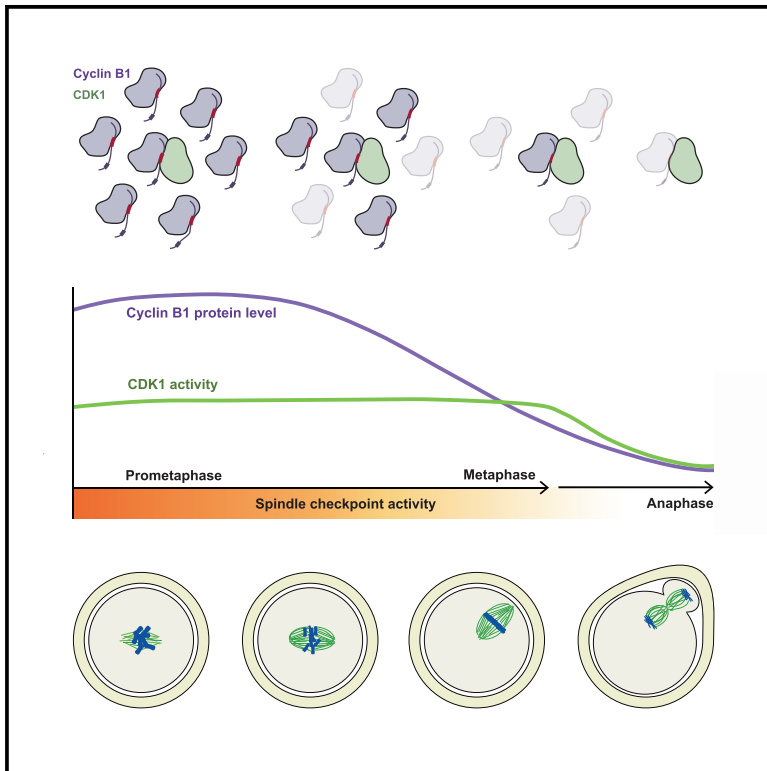 Cyclin B1
CDK1
Cyclin B1 protein level
CDK1 activity
Prometaphase
Metaphase
Spindle checkpoint activity
Anaphase